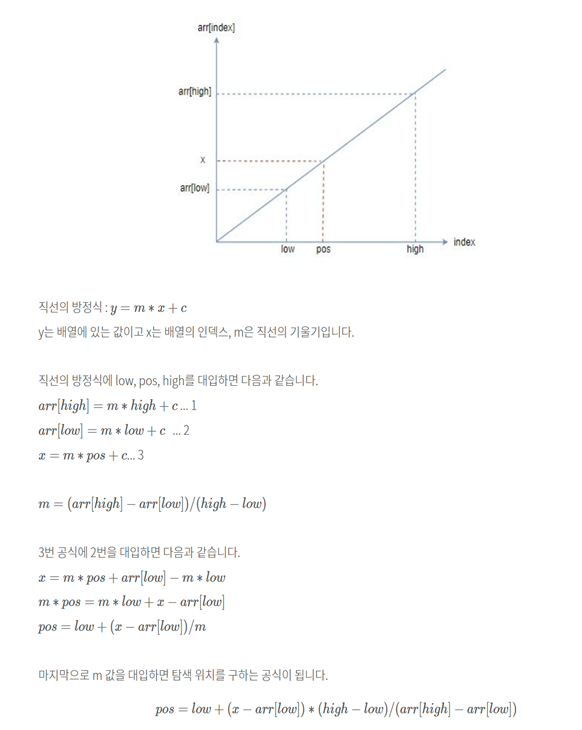 arr[index]
arr[high]
x
arr[low]
low pos high index
직선의 방정식 : y = m * x + c
y는 배열에 있는 값이고 x는 배열의 인덱스, m은 직선의 기울기입니다.
직선의 방정식에 low, pos, high를 대입하면 다음과 같습니다.
arr[high] = m * high + c ... 1
arr[low] = m * low + c ... 2
x = m * pos + c... 3
m = (arr[high] − arr[low])/(high − low)
3번 공식에 2번을 대입하면 다음과 같습니다.
x = m * pos + arr[low] − m * low
m * pos = m * low + x − arr[low]
pos = low + (x − arr[low])/m
마지막으로 m 값을 대입하면 탐색 위치를 구하는 공식이 됩니다.
pos = low + (x − arr[low]) * (high − low)/(arr[high] − arr[low])